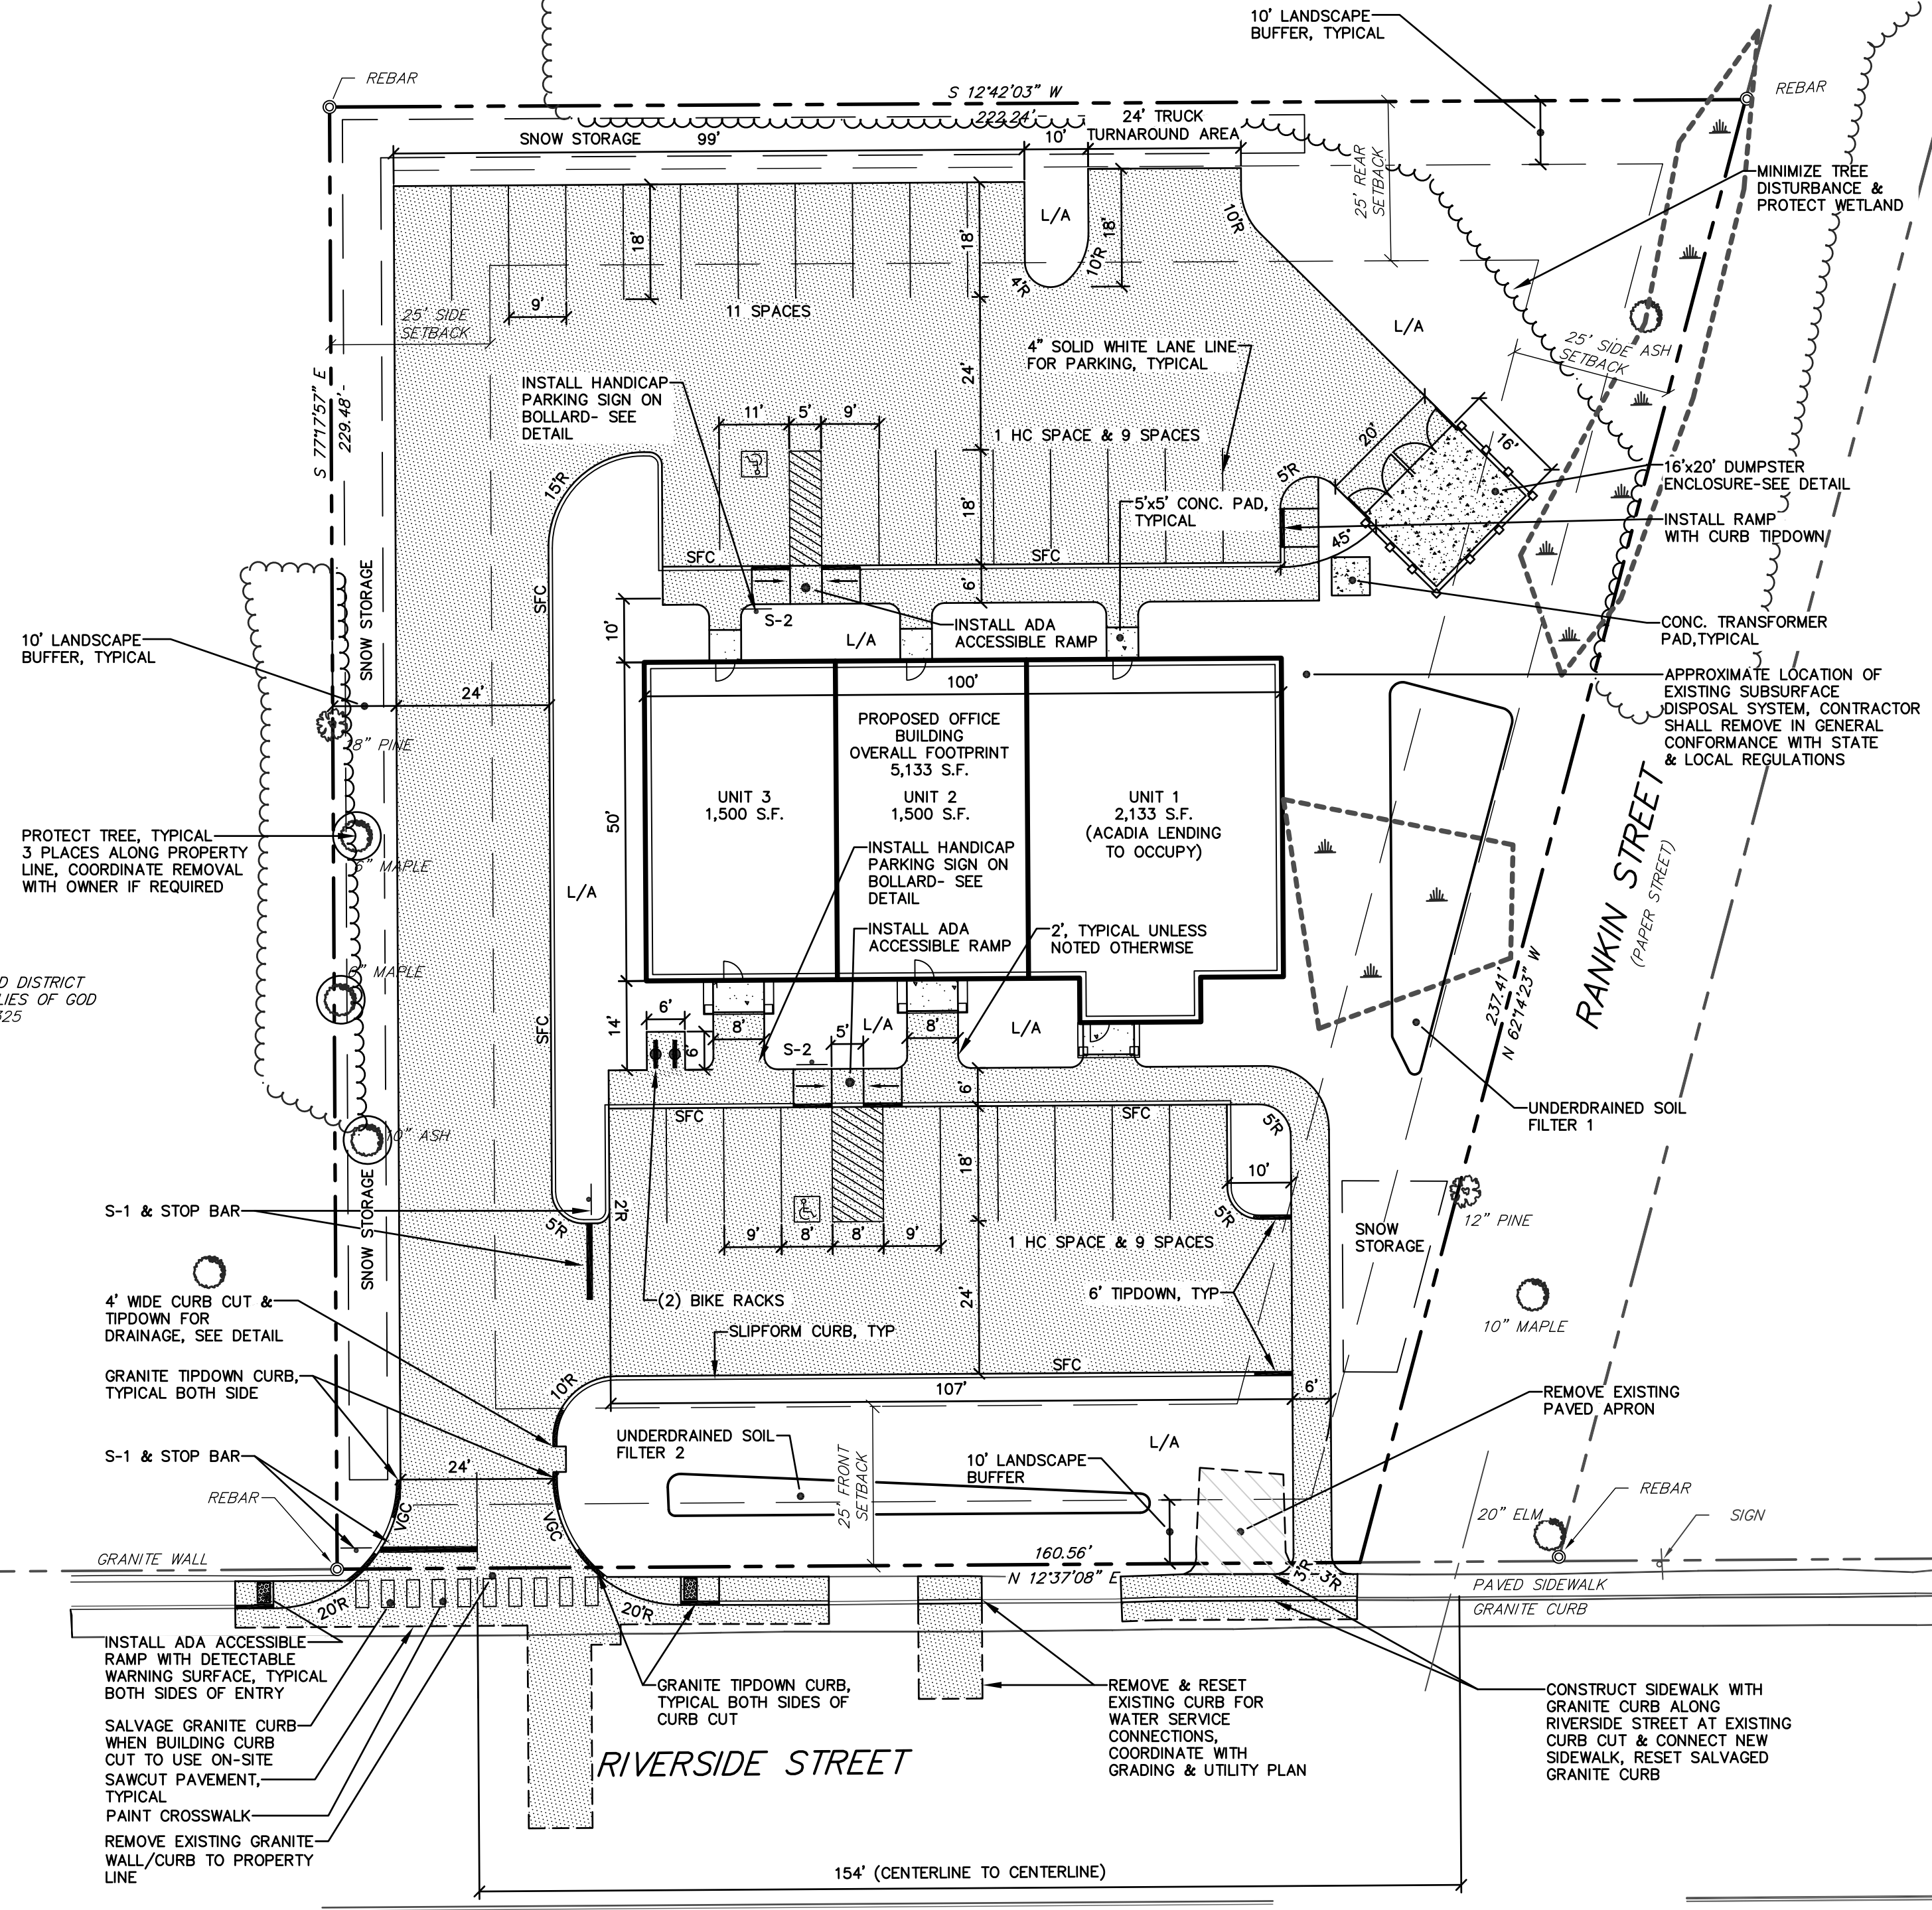 10' LANDSCAPE
BUFFER, TYPICAL
REBAR
S 12°42'03" W
222.24'
REBAR
SNOW STORAGE
99'
10'
24' TRUCK
TURNAROUND AREA
25' REAR
SETBACK
MINIMIZE TREE
DISTURBANCE &
PROTECT WETLAND
L/A
18'
18'
18'
10'R
10'R
4'R
9'
11 SPACES
25' SIDE
SETBACK
L/A
25' SIDE
SETBACK
ASH
4" SOLID WHITE LANE LINE
FOR PARKING, TYPICAL
24'
S 77°17'57" E
229.48'
INSTALL HANDICAP
PARKING SIGN ON
BOLLARD- SEE
DETAIL
11'
5'
9'
1 HC SPACE & 9 SPACES
20'
16'
16'x20' DUMPSTER
ENCLOSURE-SEE DETAIL
15'R
5'R
18'
5'x5' CONC. PAD,
TYPICAL
INSTALL RAMP
WITH CURB TIPDOWN
45'
SFC
SFC
SFC
6'
SNOW STORAGE
S-2
L/A
INSTALL ADA
ACCESSIBLE RAMP
CONC. TRANSFORMER
PAD,TYPICAL
10' LANDSCAPE
BUFFER, TYPICAL
10'
24'
100'
APPROXIMATE LOCATION OF
EXISTING SUBSURFACE
DISPOSAL SYSTEM, CONTRACTOR
SHALL REMOVE IN GENERAL
CONFORMANCE WITH STATE
& LOCAL REGULATIONS
18" PINE
PROPOSED OFFICE
BUILDING
OVERALL FOOTPRINT
5,133 S.F.
UNIT 3
1,500 S.F.
UNIT 2
1,500 S.F.
UNIT 1
2,133 S.F.
(ACADIA LENDING
TO OCCUPY)
50'
PROTECT TREE, TYPICAL
3 PLACES ALONG PROPERTY
LINE, COORDINATE REMOVAL
WITH OWNER IF REQUIRED
6" MAPLE
L/A
INSTALL HANDICAP
PARKING SIGN ON
BOLLARD- SEE
DETAIL
INSTALL ADA
ACCESSIBLE RAMP
2', TYPICAL UNLESS
NOTED OTHERWISE
RANKIN STREET
(PAPER STREET)
237.41'
N 62°14'23" W
D DISTRICT
LIES OF GOD
325
6" MAPLE
SFC
14'
6'
8'
6'
S-2
5'
L/A
8'
L/A
6'
UNDERDRAINED SOIL
FILTER 1
10" ASH
SFC
SFC
5'R
18'
10'
SNOW STORAGE
S-1 & STOP BAR
5'R
2'R
9'
8'
8'
9'
1 HC SPACE & 9 SPACES
5'R
SNOW
STORAGE
12" PINE
4' WIDE CURB CUT &
TIPDOWN FOR
DRAINAGE, SEE DETAIL
(2) BIKE RACKS
24'
6' TIPDOWN, TYP
10" MAPLE
SLIPFORM CURB, TYP
SFC
GRANITE TIPDOWN CURB,
TYPICAL BOTH SIDE
10'R
107'
6'
REMOVE EXISTING
PAVED APRON
UNDERDRAINED SOIL
FILTER 2
25' FRONT
SETBACK
10' LANDSCAPE
BUFFER
L/A
S-1 & STOP BAR
24'
REBAR
VGC
VGC
20" ELM
REBAR
SIGN
GRANITE WALL
160.56'
N 12°37'08" E
3'R
3'R
PAVED SIDEWALK
GRANITE CURB
20'R
20'R
INSTALL ADA ACCESSIBLE
RAMP WITH DETECTABLE
WARNING SURFACE, TYPICAL
BOTH SIDES OF ENTRY
SALVAGE GRANITE CURB
WHEN BUILDING CURB
CUT TO USE ON-SITE
SAWCUT PAVEMENT,
TYPICAL
PAINT CROSSWALK
REMOVE EXISTING GRANITE
WALL/CURB TO PROPERTY
LINE
GRANITE TIPDOWN CURB,
TYPICAL BOTH SIDES OF
CURB CUT
RIVERSIDE STREET
REMOVE & RESET
EXISTING CURB FOR
WATER SERVICE
CONNECTIONS,
COORDINATE WITH
GRADING & UTILITY PLAN
CONSTRUCT SIDEWALK WITH
GRANITE CURB ALONG
RIVERSIDE STREET AT EXISTING
CURB CUT & CONNECT NEW
SIDEWALK, RESET SALVAGED
GRANITE CURB
154' (CENTERLINE TO CENTERLINE)